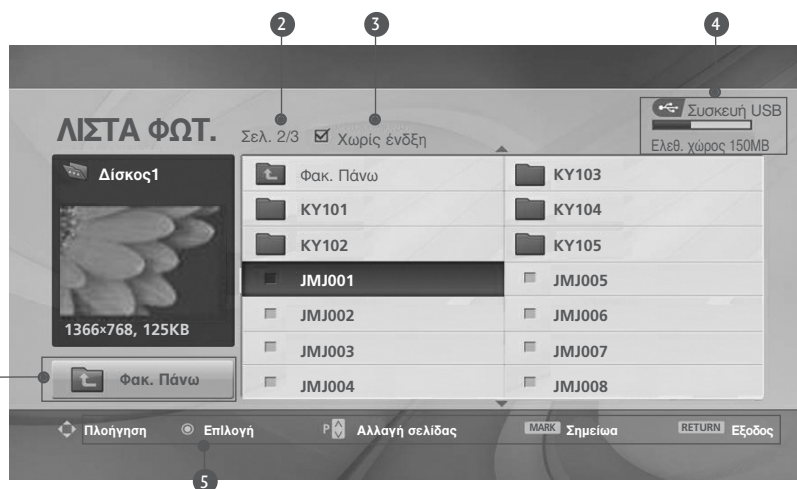 2 3 4
Συσκευή USB
ΛΙΣΤΑ ΦΩΤ. Σελ. 2/3 Χωρίς ένδξη
Ελεθ. χώρος 150MB
Δίσκος1
Φακ. Πάνω KY103
KY101 KY104
KY102 KY105
JMJ001 JMJ005
JMJ002 JMJ006
1366×768, 125KB
JMJ003 JMJ007
Φακ. Πάνω
JMJ004 JMJ008
Πλοήγηση ΕπΙλογή P Αλλαγή σελίδας MARK Σημείωα RETURN Εξοδος
5